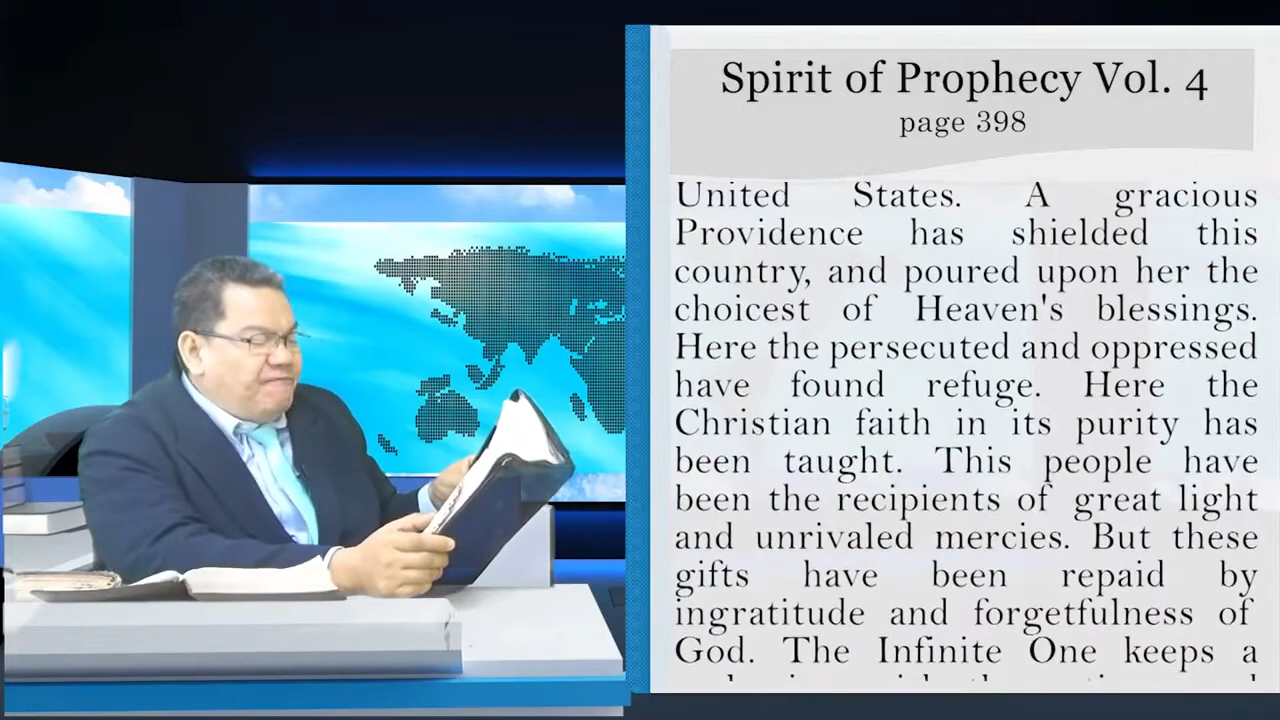 Spirit of Prophecy Vol. 4
page 398
United States. A gracious
Providence has shielded this
country, and poured upon her the
choicest of Heaven's blessings.
Here the persecuted and oppressed
have found refuge. Here the
Christian faith in its purity has
been taught. This people have
been the recipients of great light
and unrivaled mercies. But these
gifts have been repaid by
ingratitude and forgetfulness of
God. The Infinite One keeps a